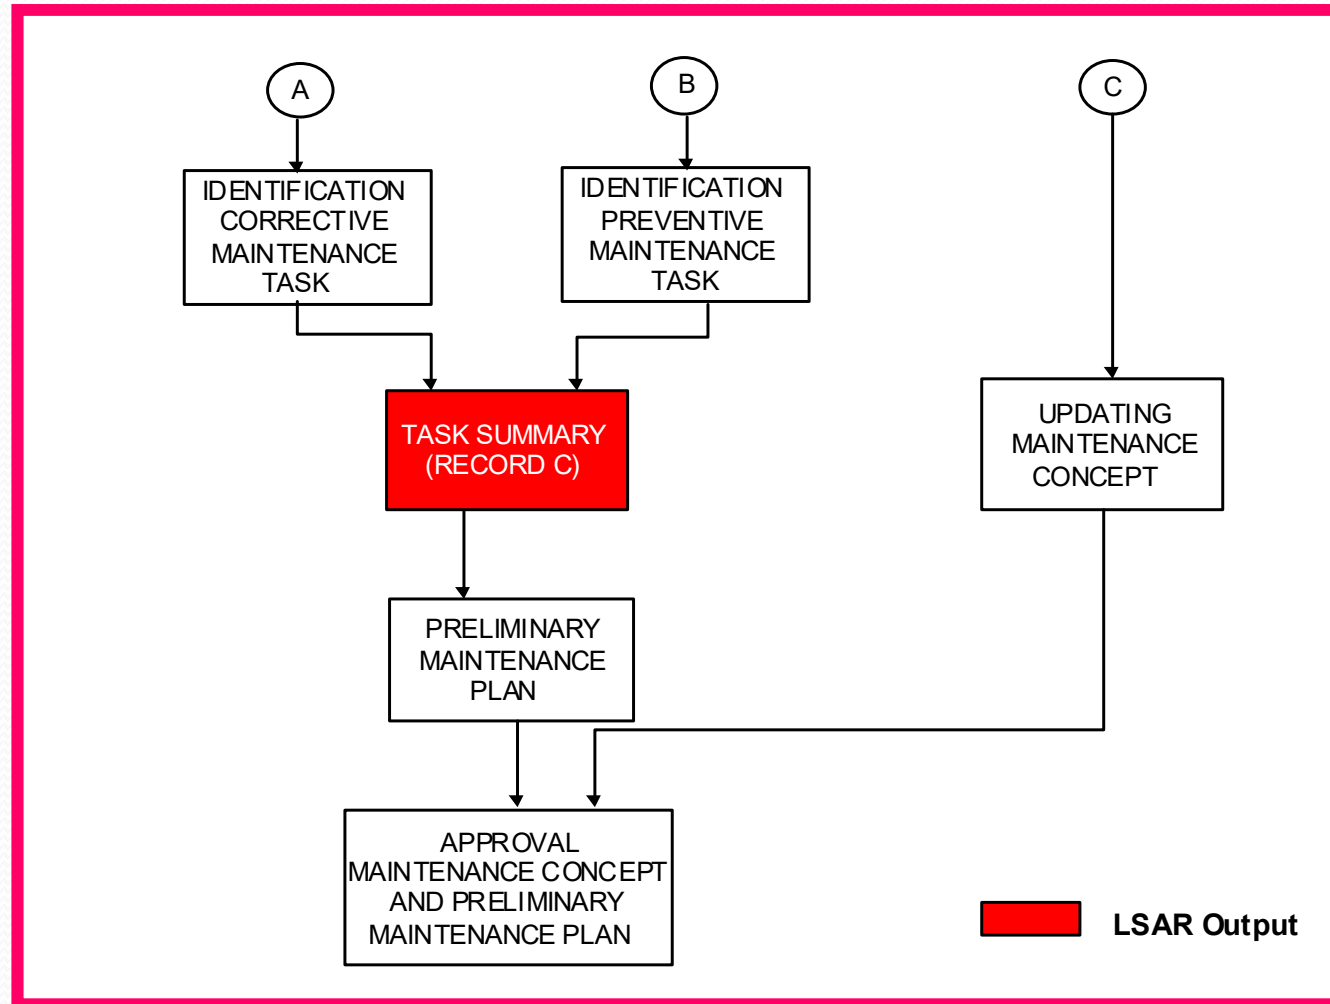 A
B
C
IDENTIFICATION
CORRECTIVE
MAINTENANCE
TASK
IDENTIFICATION
PREVENTIVE
MAINTENANCE
TASK
TASK SUMMARY
(RECORD C)
UPDATING
MAINTENANCE
CONCEPT
PRELIMINARY
MAINTENANCE
PLAN
APPROVAL
MAINTENANCE CONCEPT
AND PRELIMINARY
MAINTENANCE PLAN
LSAR Output